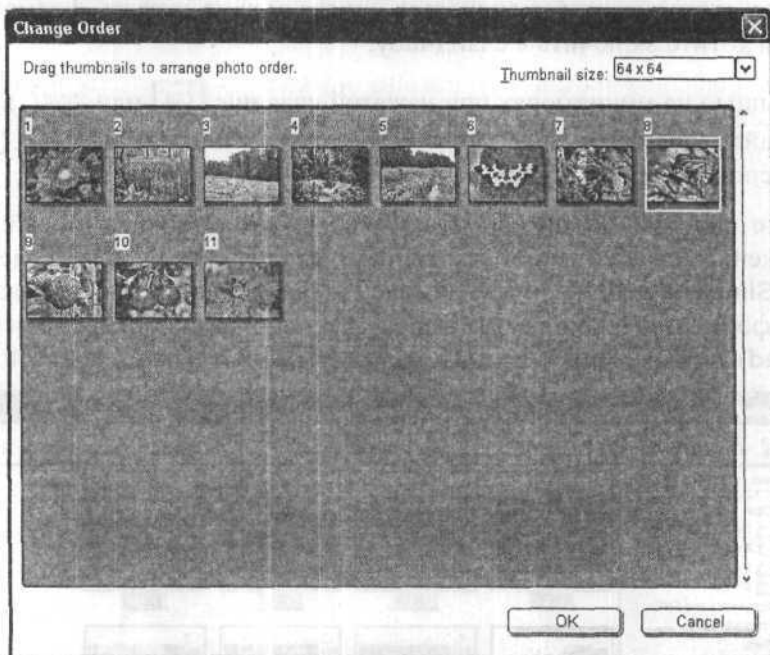 Change Order
Drag thumbnails to arrange photo order.
Thumbnail size: 64 x 64
1 2 3 4 5 6 7 8
9 10 11
OK Cancel